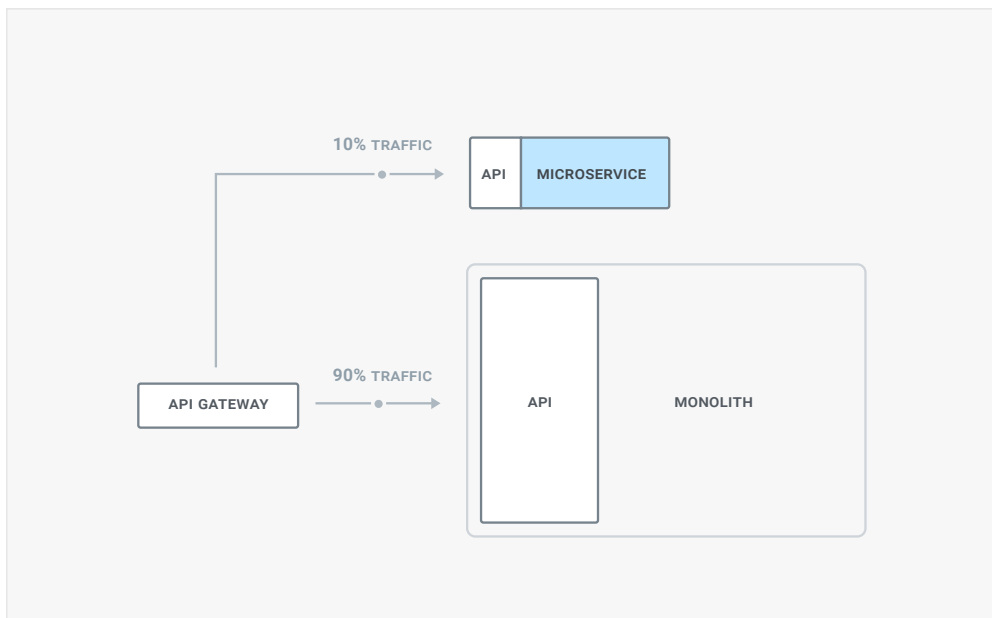 10% TRAFFIC
API
MICROSERVICE
90% TRAFFIC
API GATEWAY
API
MONOLITH